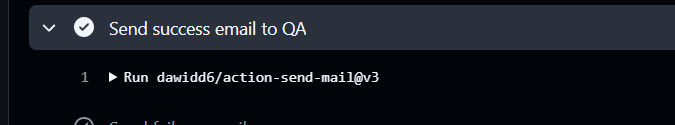 Send success email to QA
1 Run dawidd6/action-send-mail@v3